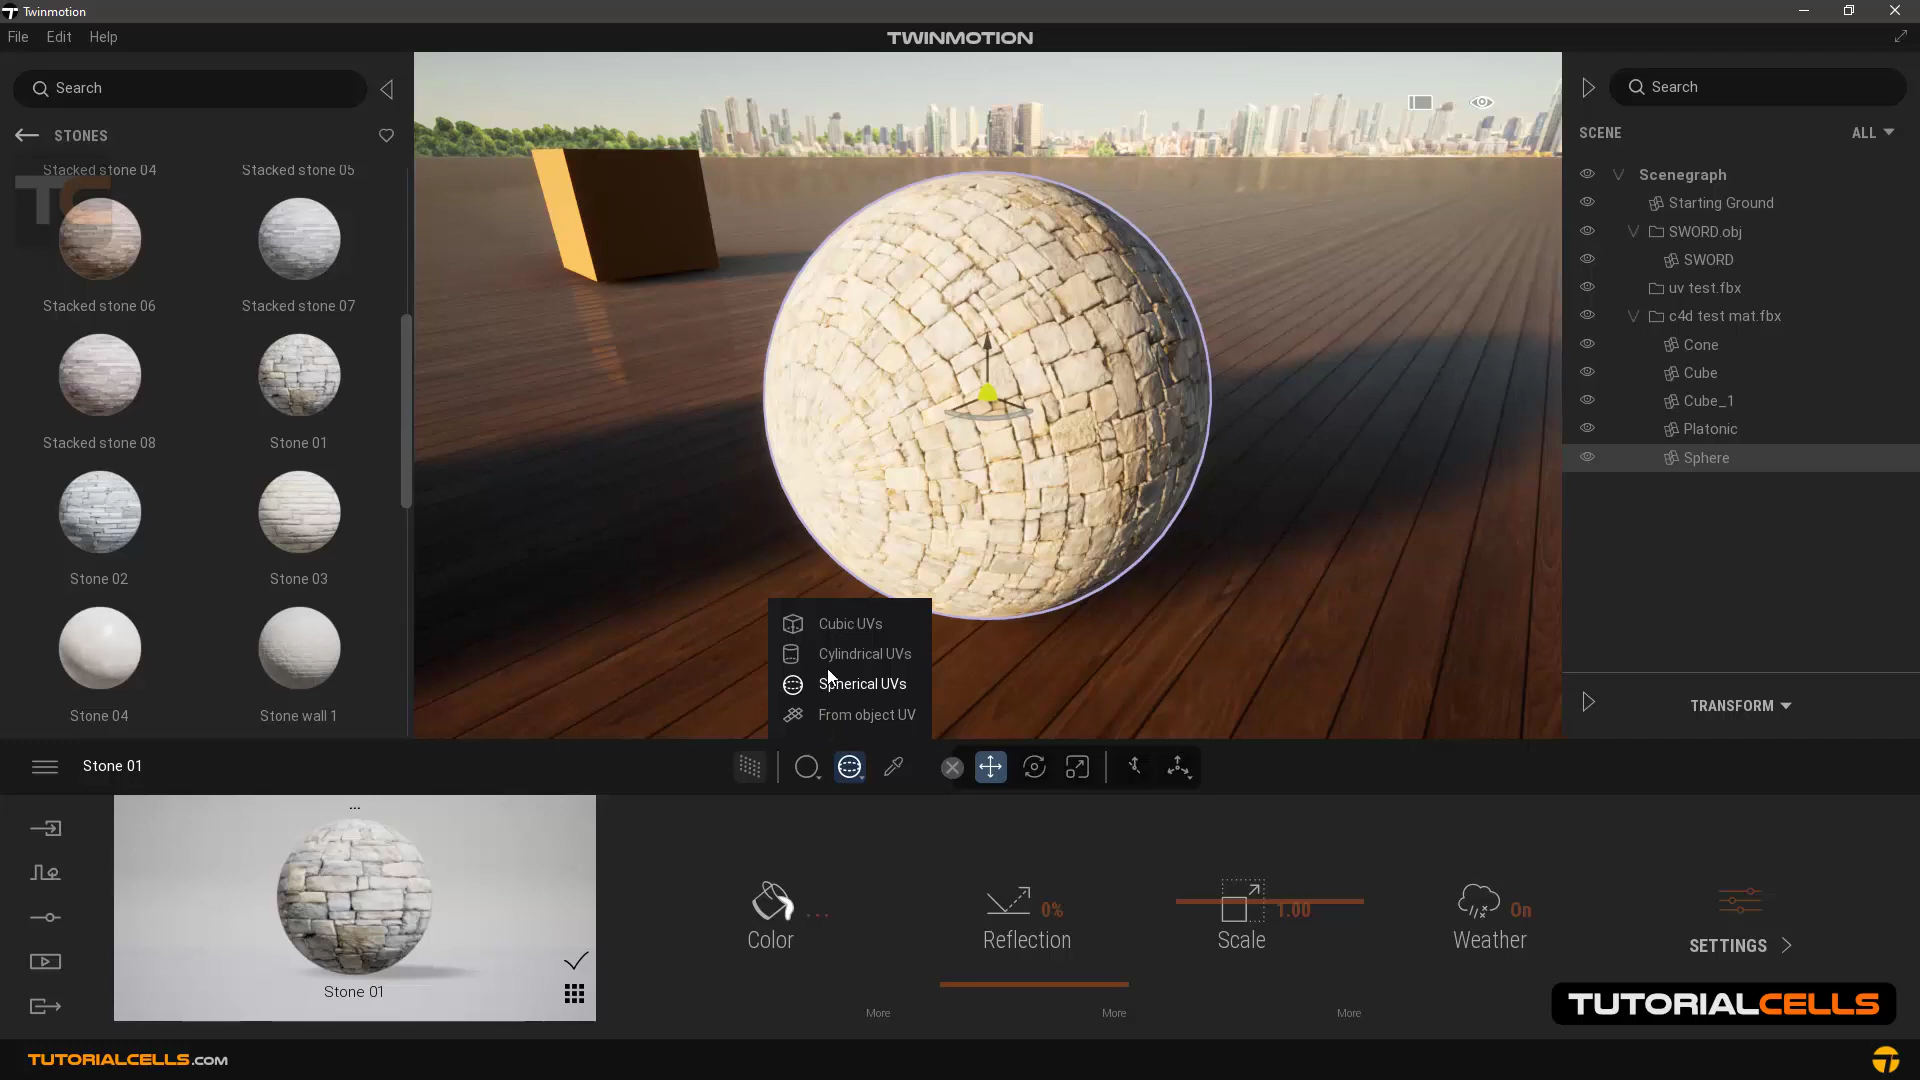 Twinmotion
File Edit Help
TWINMOTION
Search
STONES
Stacked stone 04
Stacked stone 05
Stacked stone 06
Stacked stone 07
Stacked stone 08
Stone 01
Stone 02
Stone 03
Stone 04
Stone wall 1
TC
Cubic UVs
Cylindrical UVs
Spherical UVs
From object UV
Search
SCENE
ALL
Scenegraph
Starting Ground
SWORD.obj
SWORD
uv test.fbx
c4d test mat.fbx
Cone
Cube
Cube_1
Platonic
Sphere
TRANSFORM
Stone 01
...
Stone 01
...
Color
More
0%
Reflection
More
1.00
Scale
More
On
Weather
SETTINGS
TUTORIALCELLS
TUTORIALCELLS.COM